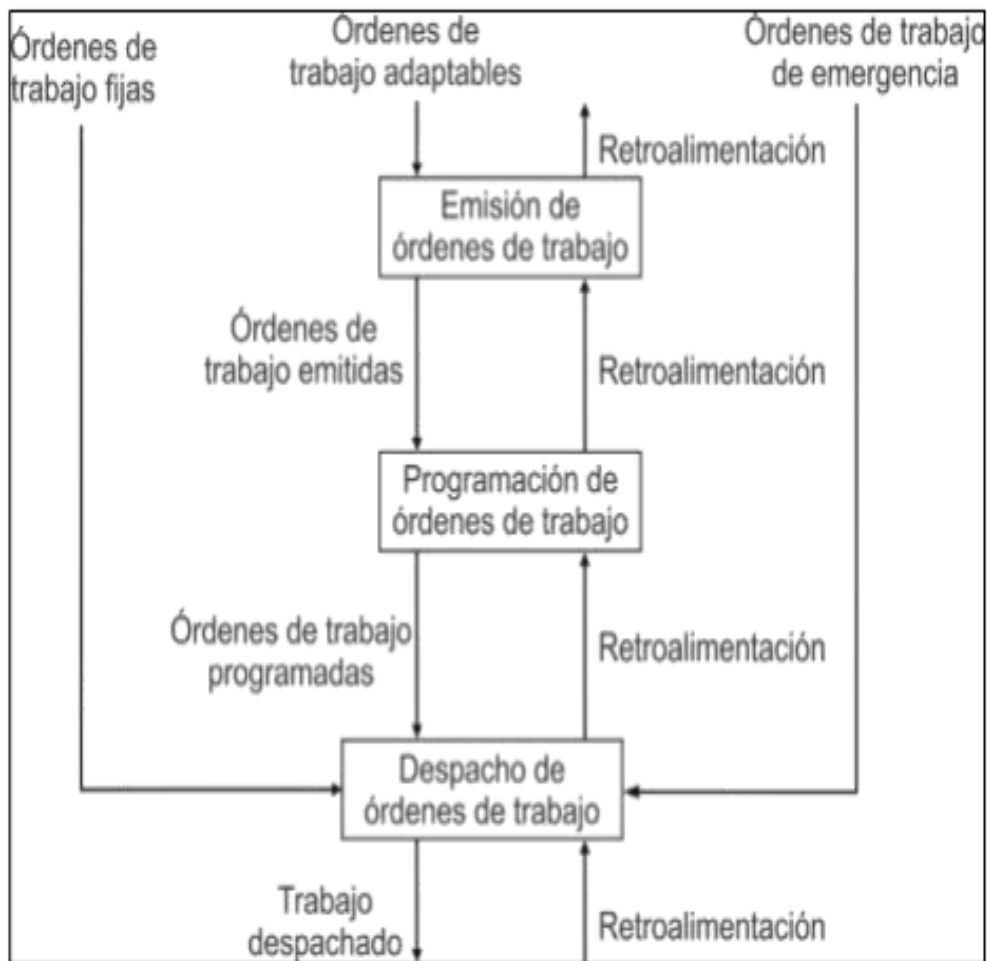 Órdenes de
trabajo fijas
Órdenes de
trabajo adaptables
Órdenes de trabajo
de emergencia
Retroalimentación
Emisión de
órdenes de trabajo
Órdenes de
trabajo emitidas
Retroalimentación
Programación de
órdenes de trabajo
Órdenes de trabajo
programadas
Retroalimentación
Despacho de
órdenes de trabajo
Trabajo
despachado
Retroalimentación